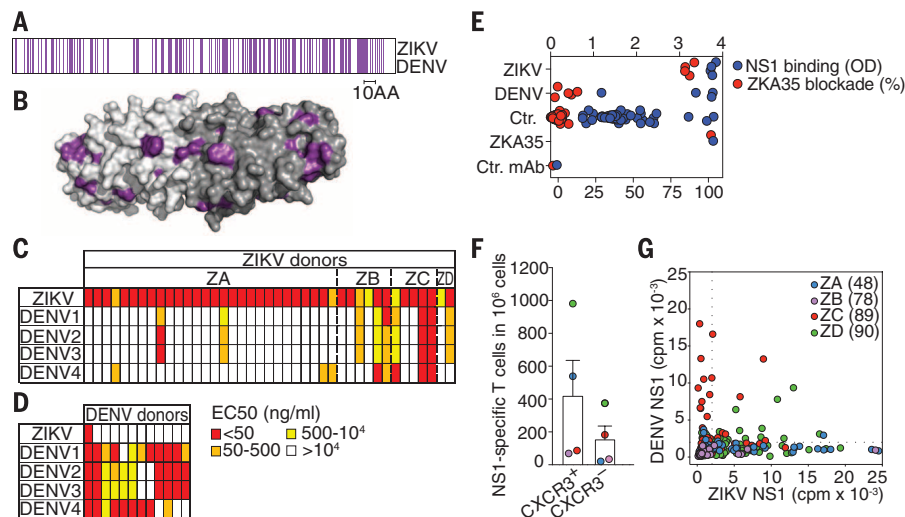 A
ZIKV
DENV
10AA
B
C
ZIKV donors
ZA ZB ZC ZD
ZIKV
DENV1
DENV2
DENV3
DENV4
D
DENV donors
ZIKV
DENV1
DENV2
DENV3
DENV4
EC50 (ng/ml)
<50 500-10⁴
50-500 >10⁴
E
0 1 2 3 4
ZIKV
DENV
Ctr.
ZKA35
Ctr. mAb
0 25 50 75 100
NS1 binding (OD)
ZKA35 blockade (%)
F
NS1-specific T cells in 10⁶ cells
1200
1000
800
600
400
200
0
CXCR3⁺
CXCR3⁻
G
DENV NS1 (cpm x 10⁻³)
25
20
15
10
5
0
ZA (48)
ZB (78)
ZC (89)
ZD (90)
0 5 10 15 20 25
ZIKV NS1 (cpm x 10⁻³)